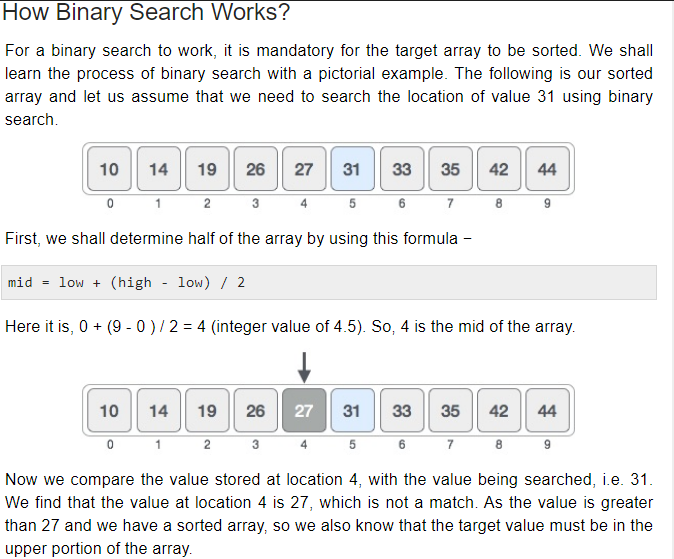 How Binary Search Works?
For a binary search to work, it is mandatory for the target array to be sorted. We shall
learn the process of binary search with a pictorial example. The following is our sorted
array and let us assume that we need to search the location of value 31 using binary
search.
10 14 19 26 27 31 33 35 42 44
0 1 2 3 4 5 6 7 8 9
First, we shall determine half of the array by using this formula −
mid = low + (high - low) / 2
Here it is, 0 + (9 - 0 ) / 2 = 4 (integer value of 4.5). So, 4 is the mid of the array.
10 14 19 26 27 31 33 35 42 44
0 1 2 3 4 5 6 7 8 9
Now we compare the value stored at location 4, with the value being searched, i.e. 31.
We find that the value at location 4 is 27, which is not a match. As the value is greater
than 27 and we have a sorted array, so we also know that the target value must be in the
upper portion of the array.